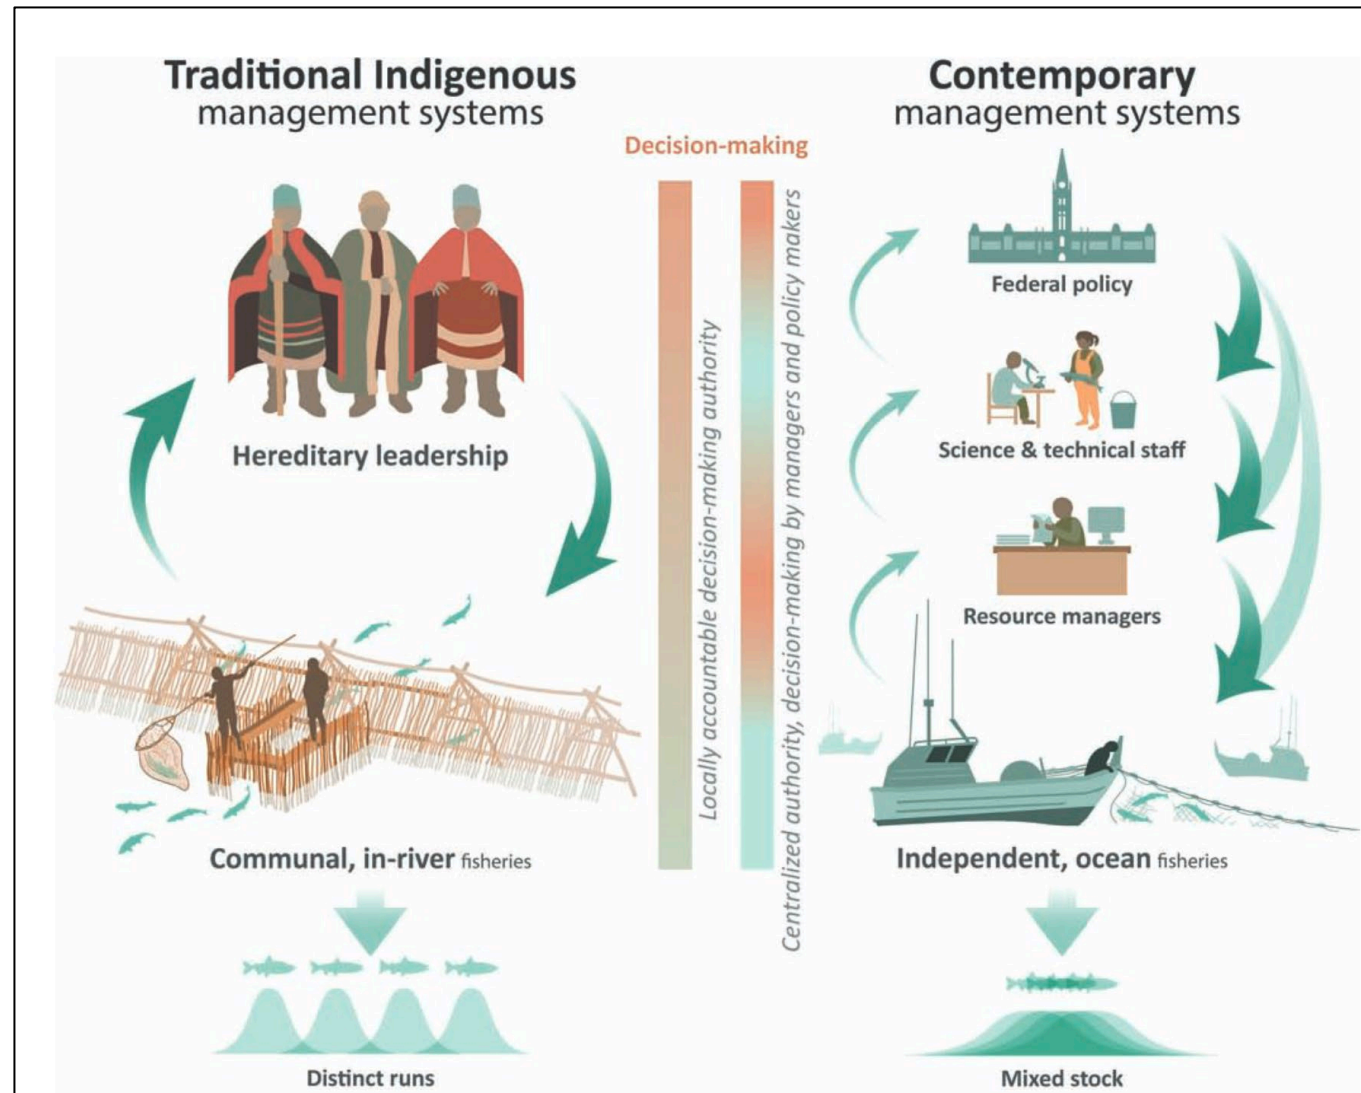 Traditional Indigenous
management systems
Contemporary
management systems
Decision-making
Locally accountable decision-making authority
Centralized authority, decision-making by managers and policy makers
Hereditary leadership
Communal, in-river fisheries
Distinct runs
Federal policy
Science & technical staff
Resource managers
Independent, ocean fisheries
Mixed stock